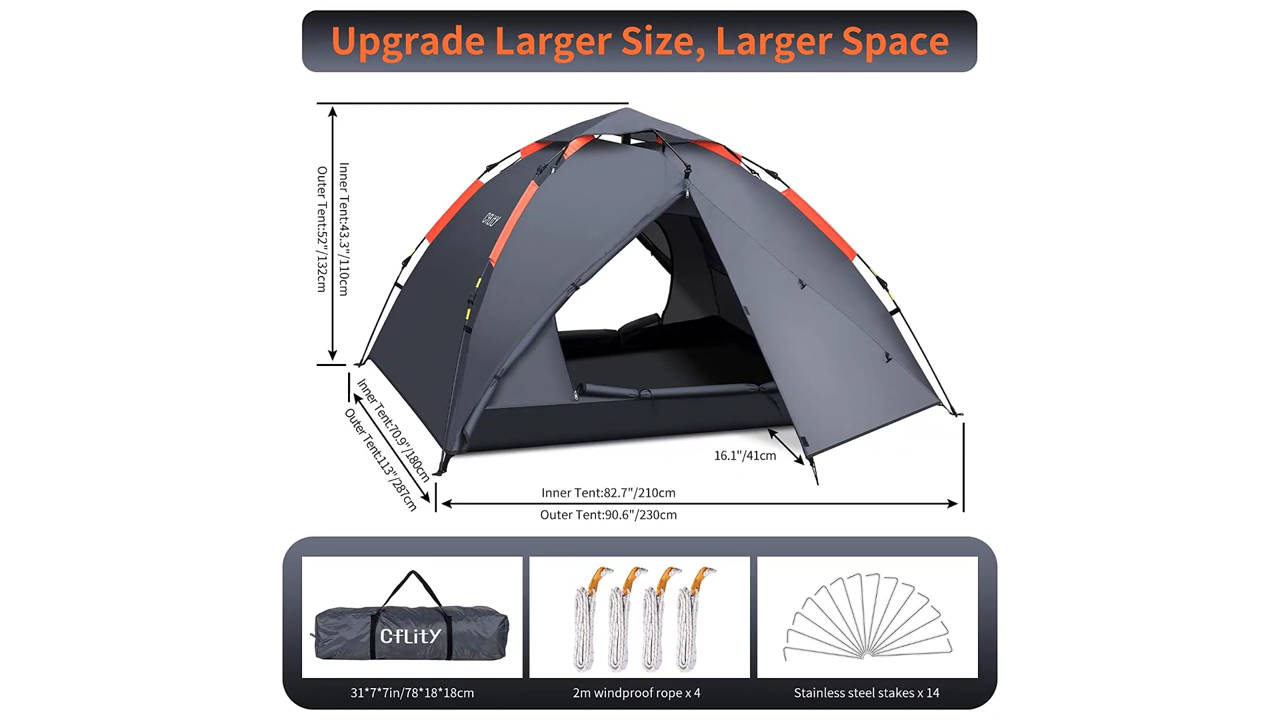 Upgrade Larger Size, Larger Space
Inner Tent:43.3"/110cm
Outer Tent:52"/132cm
CfLitY
Inner Tent:70.9"/180cm
Outer Tent:113"/287cm
16.1"/41cm
Inner Tent:82.7"/210cm
Outer Tent:90.6"/230cm
CfLitY
31*7*7in/78*18*18cm
2m windproof rope x 4
Stainless steel stakes x 14